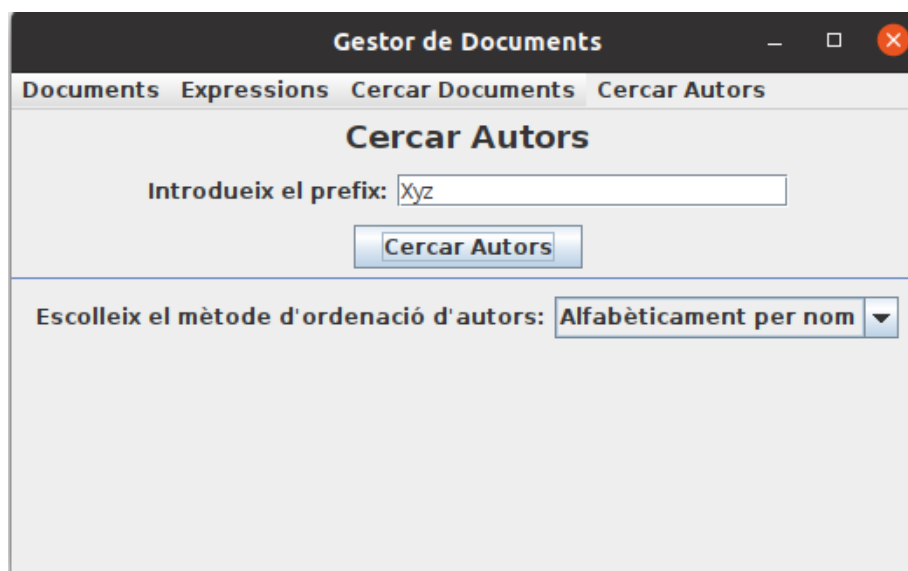 Gestor de Documents
Documents Expressions Cercar Documents Cercar Autors
Cercar Autors
Introdueix el prefix: Xyz
Cercar Autors
Escolleix el mètode d'ordenació d'autors: Alfabèticament per nom